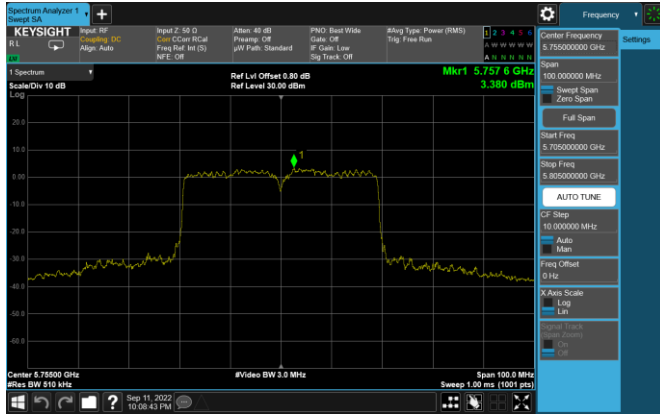 Spectrum Analyzer 1
Swept SA
+
Frequency
KEYSIGHT
R L
Input: RF
Coupling: DC
Align: Auto
Input Z: 50 Ω
Corr CCorr RCal
Freq Ref: Int (S)
NFE: Off
Atten: 40 dB
Preamp: Off
µW Path: Standard
PNO: Best Wide
Gate: Off
IF Gain: Low
Sig Track: Off
#Avg Type: Power (RMS)
Trig: Free Run
1 2 3 4 5 6
A W W W W W
A N N N N N
1 Spectrum
Scale/Div 10 dB
Log
Ref Lvl Offset 0.80 dB
Ref Level 30.00 dBm
Mkr1 5.757 6 GHz
3.380 dBm
20.0
10.0
0.00
-10.0
-20.0
-30.0
-40.0
-50.0
-60.0
1
Center 5.75500 GHz
#Res BW 510 kHz
#Video BW 3.0 MHz
Span 100.0 MHz
Sweep 1.00 ms (1001 pts)
?
Sep 11, 2022
10:08:43 PM
Center Frequency
5.755000000 GHz
Settings
Span
100.000000 MHz
Swept Span
Zero Span
Full Span
Start Freq
5.705000000 GHz
Stop Freq
5.805000000 GHz
AUTO TUNE
CF Step
10.000000 MHz
Auto
Man
Freq Offset
0 Hz
X Axis Scale
Log
Lin
Signal Track
(Span Zoom)
On
Off